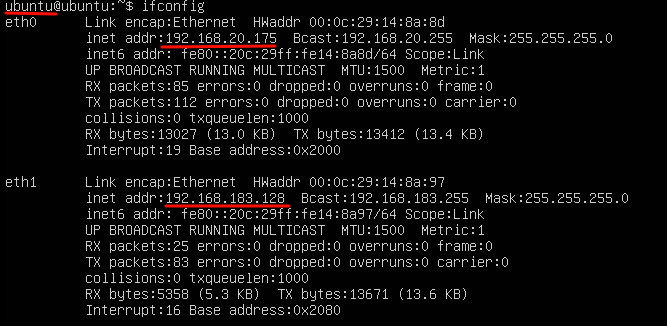 ubuntu@ubuntu:~$ ifconfig
eth0 Link encap:Ethernet HWaddr 00:0c:29:14:8a:8d
inet addr:192.168.20.175 Bcast:192.168.20.255 Mask:255.255.255.0
inet6 addr: fe80::20c:29ff:fe14:8a8d/64 Scope:Link
UP BROADCAST RUNNING MULTICAST MTU:1500 Metric:1
RX packets:85 errors:0 dropped:0 overruns:0 frame:0
TX packets:112 errors:0 dropped:0 overruns:0 carrier:0
collisions:0 txqueuelen:1000
RX bytes:13027 (13.0 KB) TX bytes:13412 (13.4 KB)
Interrupt:19 Base address:0x2000
eth1 Link encap:Ethernet HWaddr 00:0c:29:14:8a:97
inet addr:192.168.183.128 Bcast:192.168.183.255 Mask:255.255.255.0
inet6 addr: fe80::20c:29ff:fe14:8a97/64 Scope:Link
UP BROADCAST RUNNING MULTICAST MTU:1500 Metric:1
RX packets:25 errors:0 dropped:0 overruns:0 frame:0
TX packets:83 errors:0 dropped:0 overruns:0 carrier:0
collisions:0 txqueuelen:1000
RX bytes:5358 (5.3 KB) TX bytes:13671 (13.6 KB)
Interrupt:16 Base address:0x2080